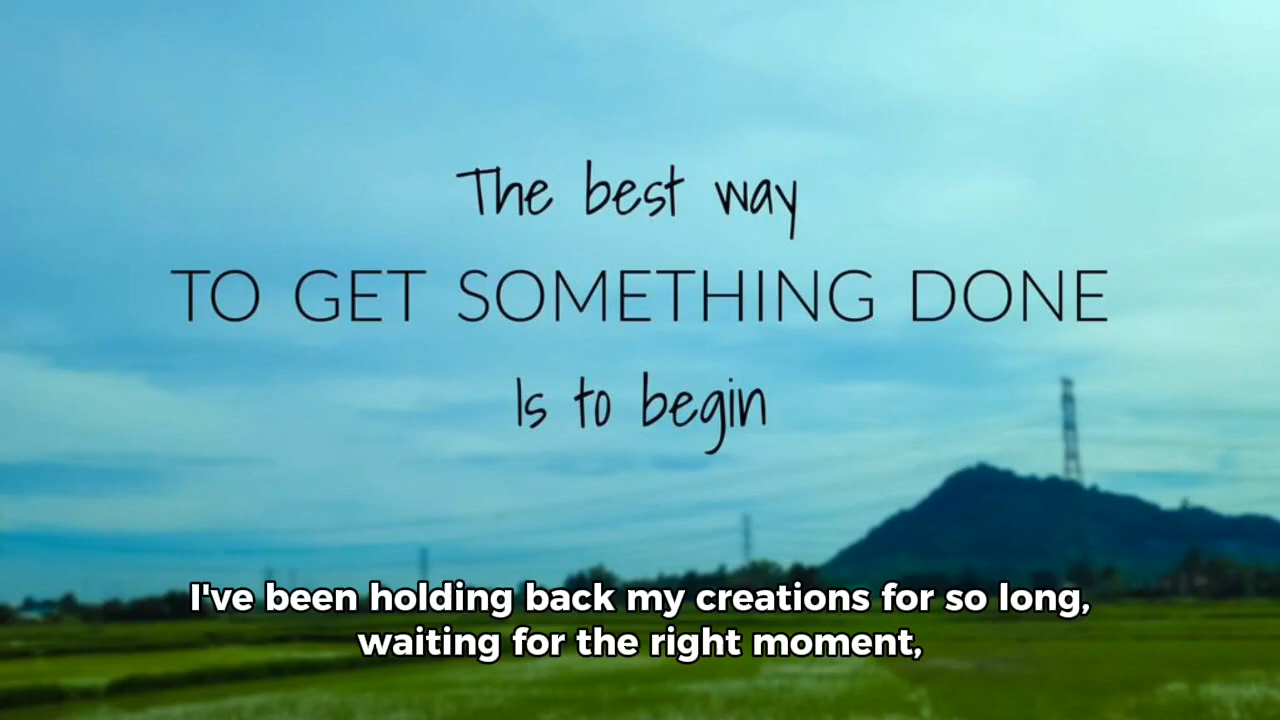 The best way
TO GET SOMETHING DONE
Is to begin
I've been holding back my creations for so long,
waiting for the right moment,